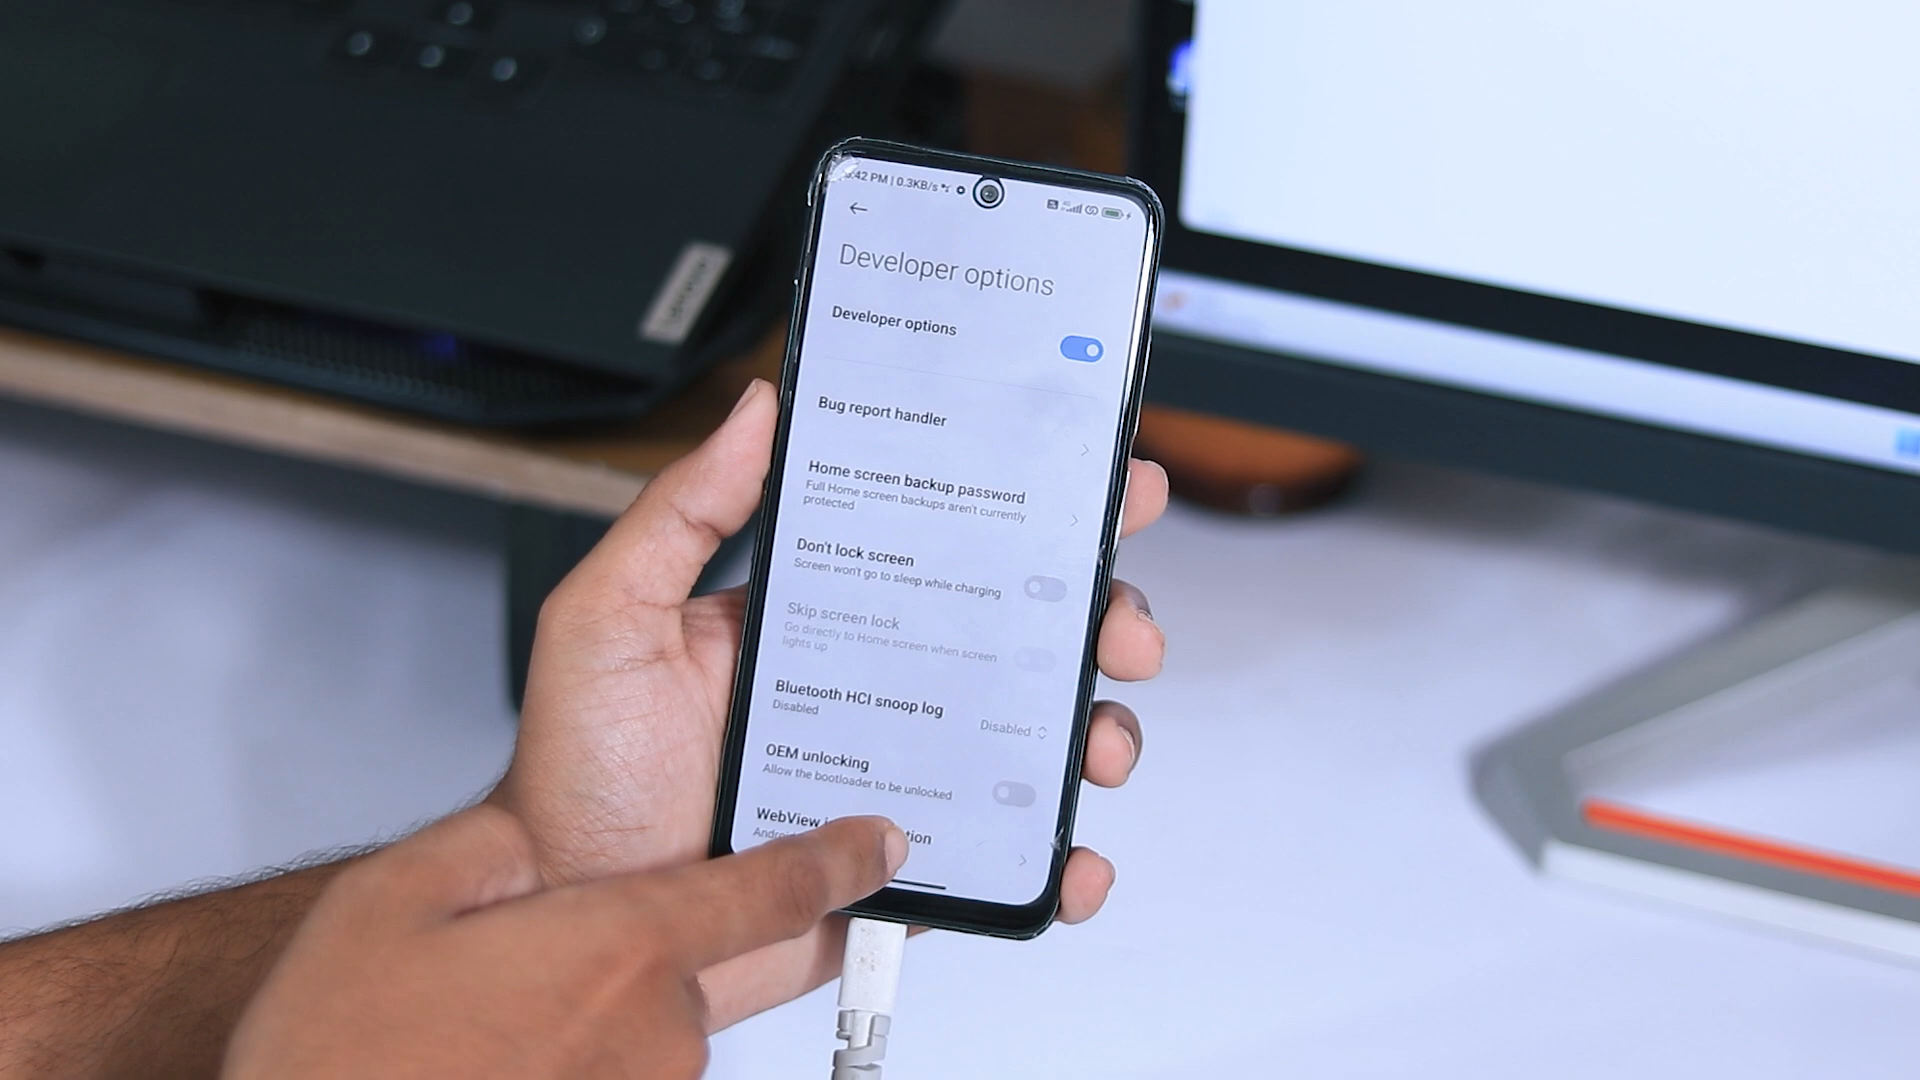 :42 PM | 0.3KB/s
Developer options
Developer options
Bug report handler
Home screen backup password
Full Home screen backups aren't currently
protected
Don't lock screen
Screen won't go to sleep while charging
Skip screen lock
Go directly to Home screen when screen
lights up
Bluetooth HCI snoop log
Disabled
Disabled
OEM unlocking
Allow the bootloader to be unlocked
WebView
Lenovo